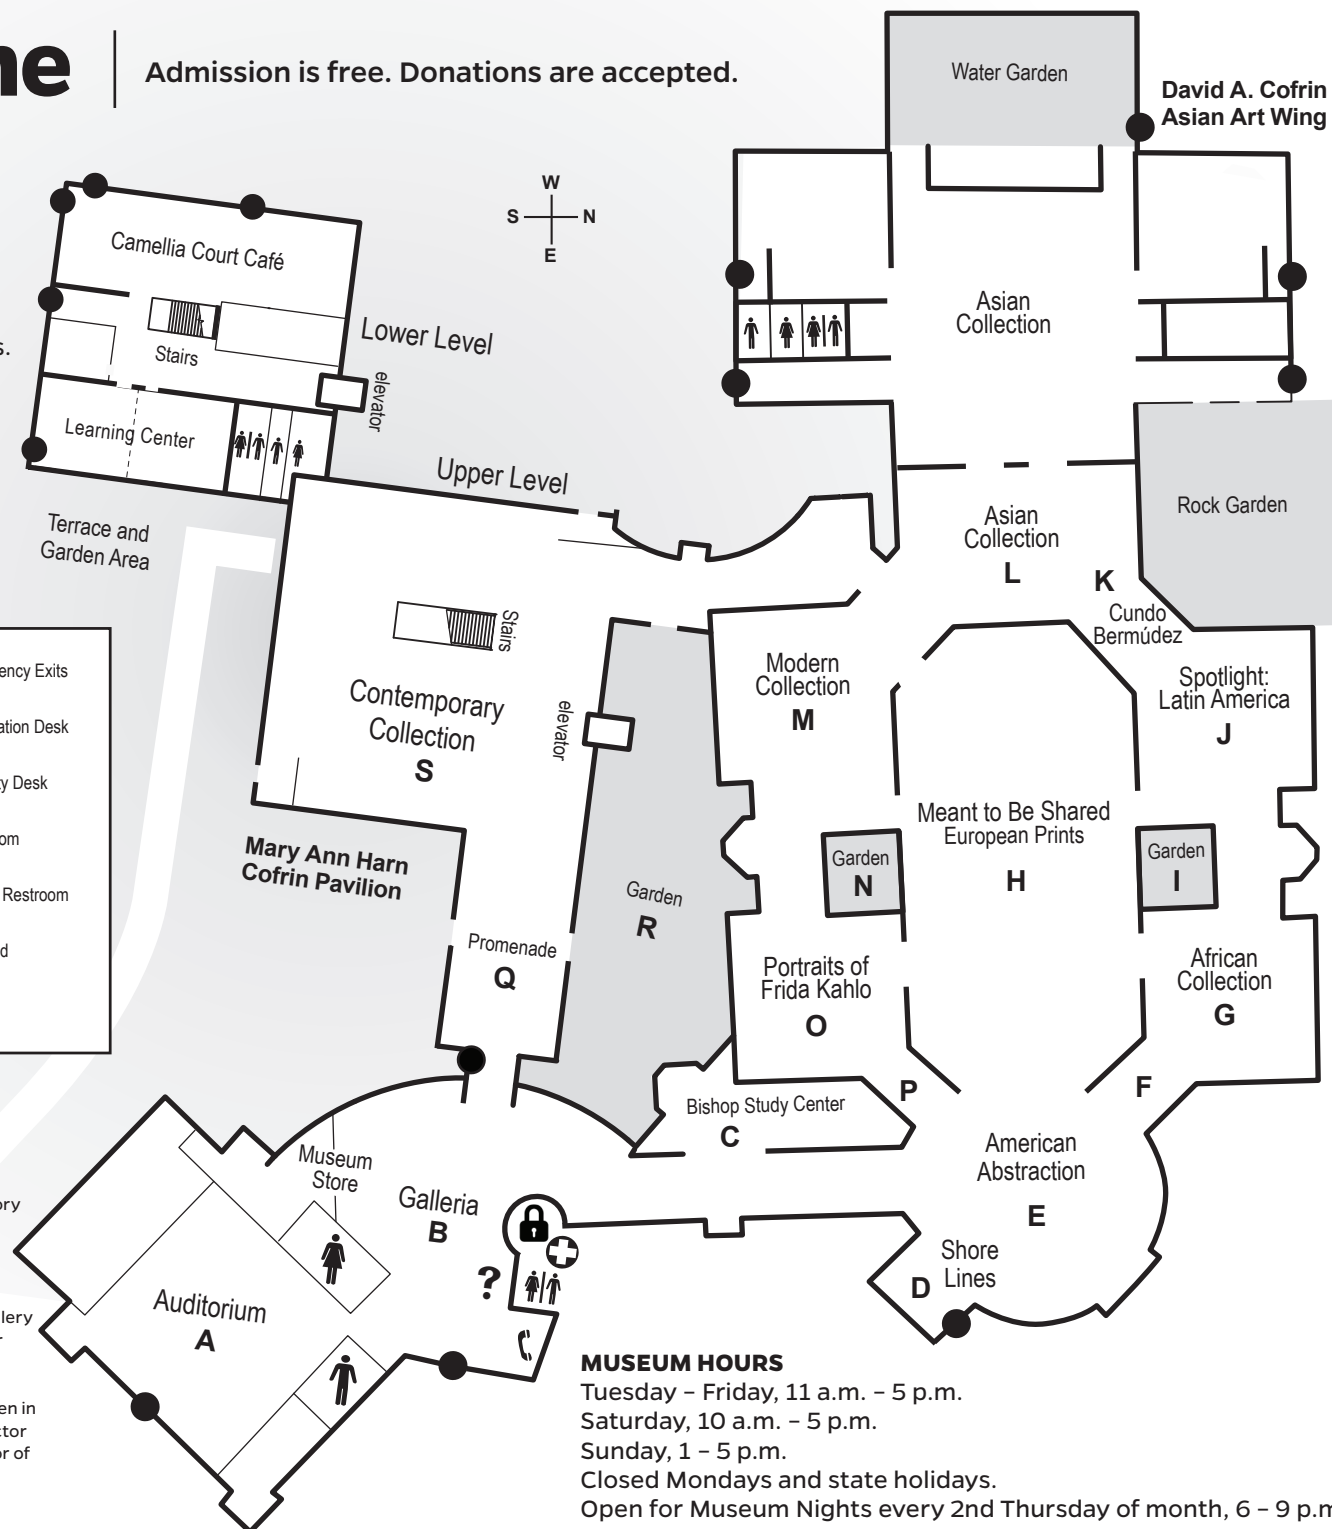 Admission is free. Donations are accepted.
Water Garden
David A. Cofrin
Asian Art Wing
W
S
N
E
Camellia Court Café
Stairs
Lower Level
elevator
Learning Center
Asian
Collection
Upper Level
Terrace and
Garden Area
Rock Garden
Asian
Collection
L
K
Cundo
Bermúdez
Stairs
Modern
Collection
M
Spotlight:
Latin America
J
ency Exits
ation Desk
y Desk
om
Restroom
d
Contemporary
Collection
S
elevator
Meant to Be Shared
European Prints
H
Garden
N
Garden
I
Mary Ann Harn
Cofrin Pavilion
Garden
R
Promenade
Q
Portraits of
Frida Kahlo
O
African
Collection
G
P
F
Bishop Study Center
C
American
Abstraction
E
Museum
Store
Galleria
B
?
Shore
Lines
D
Auditorium
A
ory
lery
en in
ctor
or of
MUSEUM HOURS
Tuesday – Friday, 11 a.m. – 5 p.m.
Saturday, 10 a.m. – 5 p.m.
Sunday, 1 – 5 p.m.
Closed Mondays and state holidays.
Open for Museum Nights every 2nd Thursday of month, 6 – 9 p.m